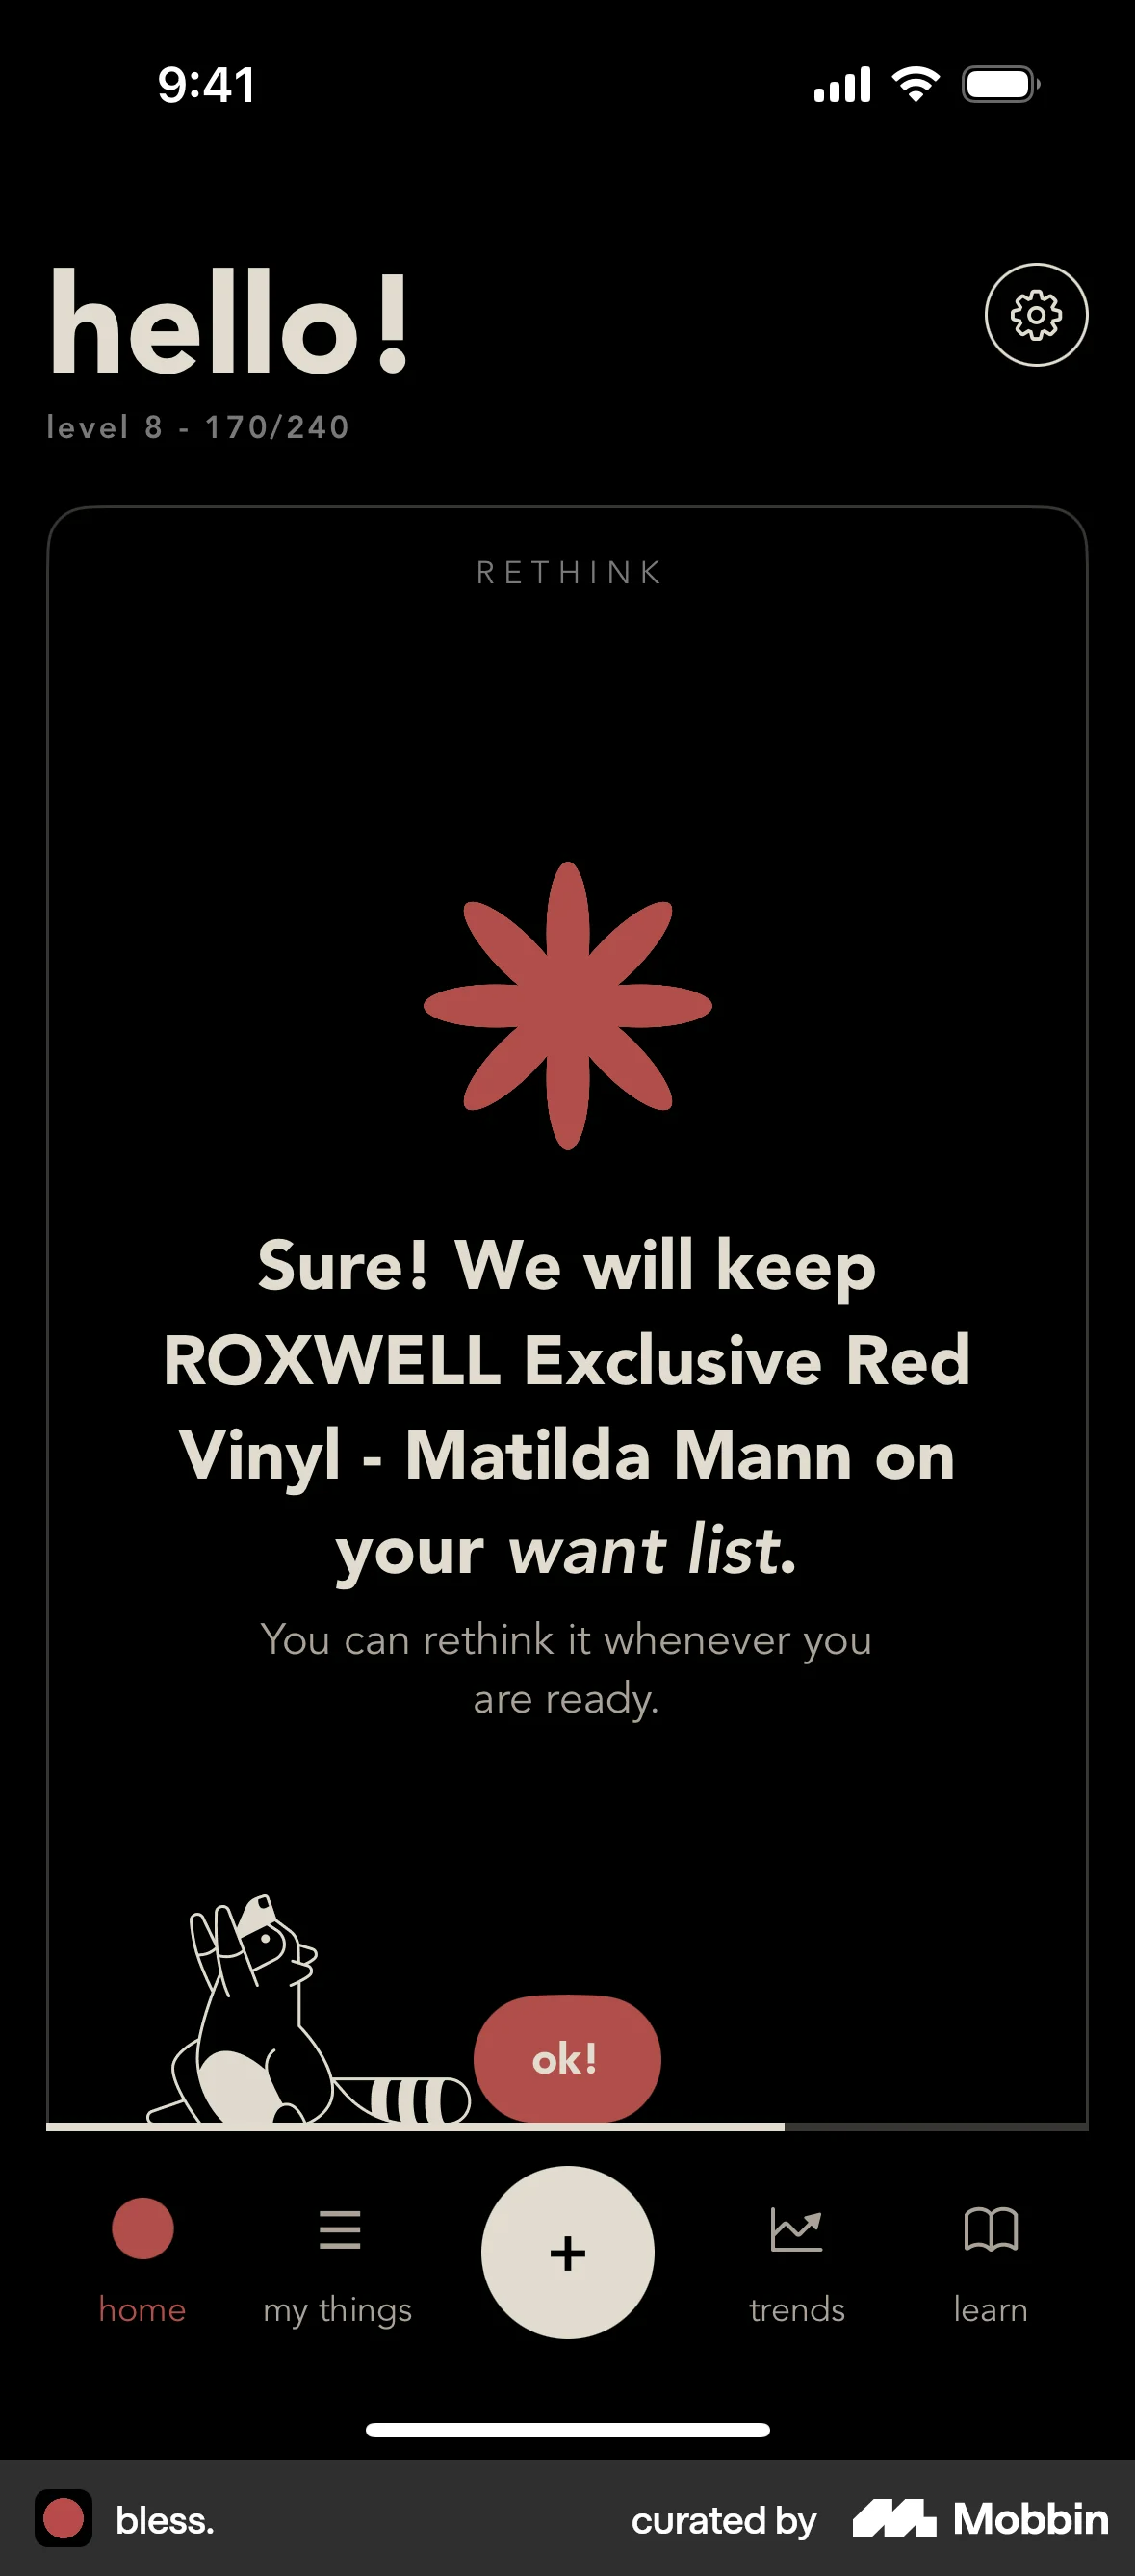 9:41
hello!
level 8 - 170/240
RETHINK
Sure! We will keep
ROXWELL Exclusive Red
Vinyl - Matilda Mann on
your want list.
You can rethink it whenever you
are ready.
ok!
+
home
my things
trends
learn
bless.
curated by Mobbin